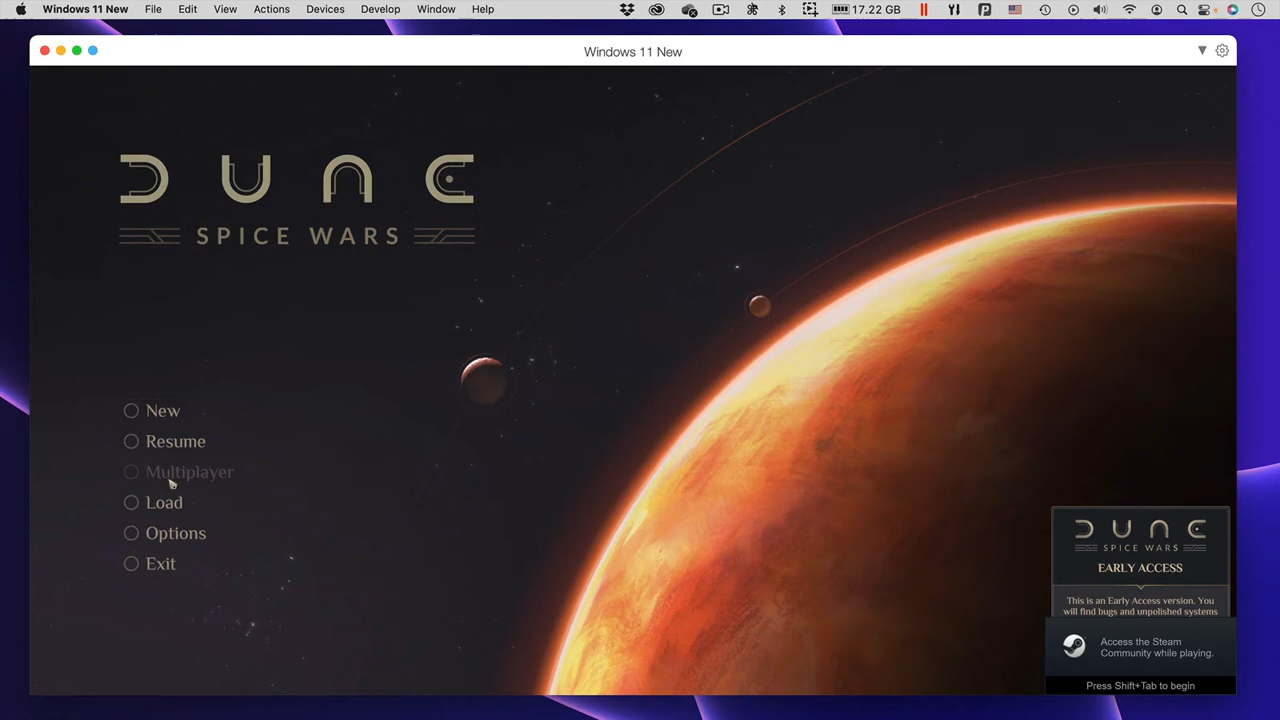 Windows 11 New File Edit View Actions Devices Develop Window Help 17.22 GB
Windows 11 New
DUNE
SPICE WARS
New
Resume
Multiplayer
Load
Options
Exit
DUNE
SPICE WARS
EARLY ACCESS
This is an Early Access version. You
will find bugs and unpolished systems
Access the Steam
Community while playing.
Press Shift+Tab to begin